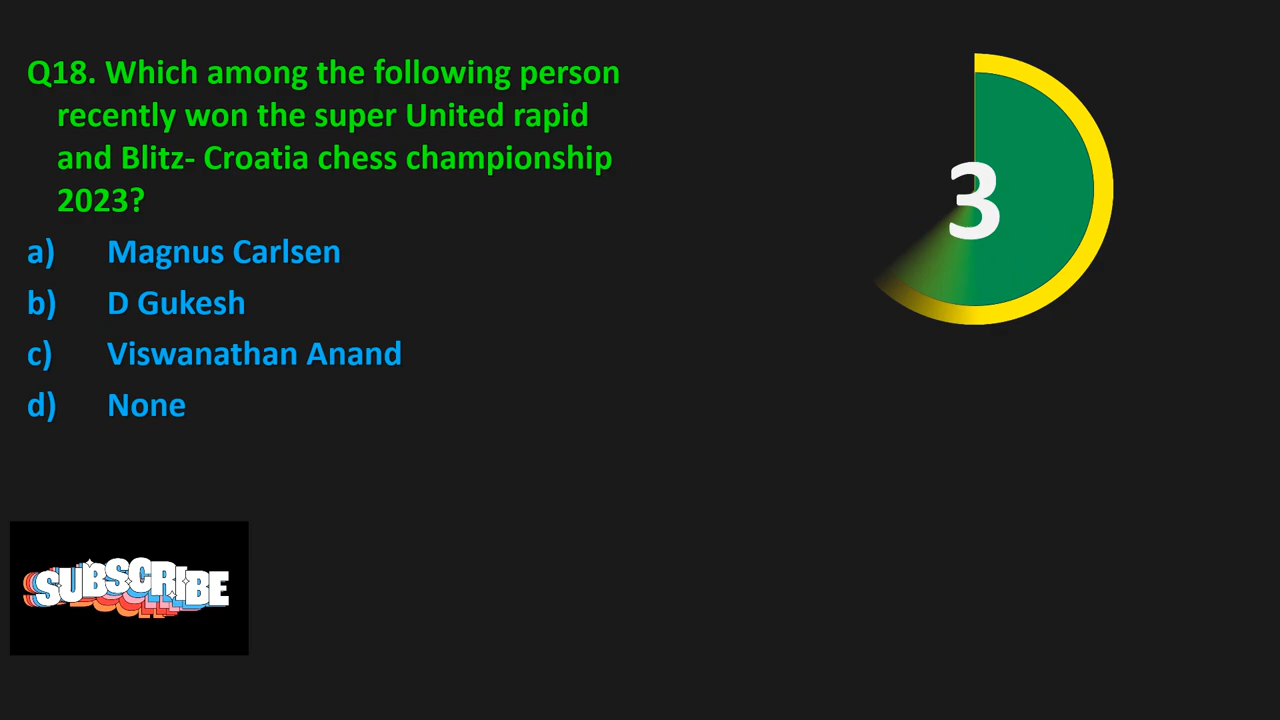 Q18. Which among the following person
recently won the super United rapid
and Blitz- Croatia chess championship
2023?
a) Magnus Carlsen
b) D Gukesh
c) Viswanathan Anand
d) None
3
SUBSCRIBE